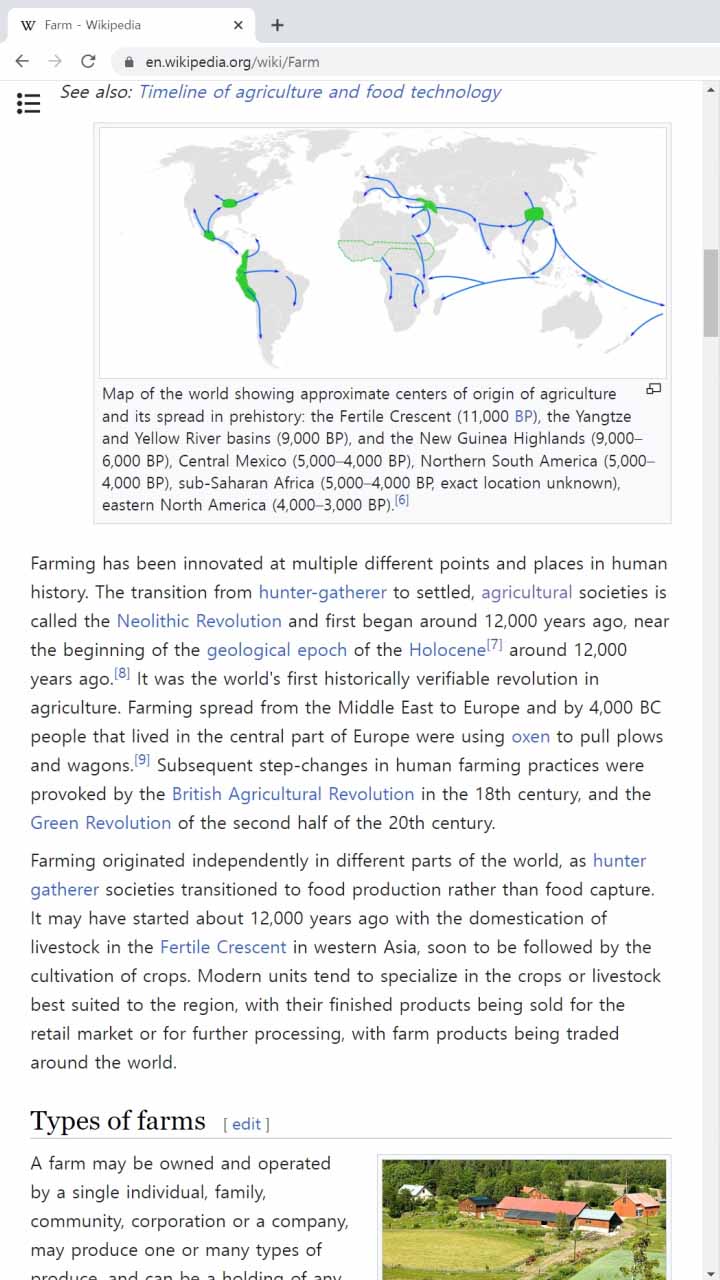 W Farm - Wikipedia
en.wikipedia.org/wiki/Farm
See also: Timeline of agriculture and food technology
Map of the world showing approximate centers of origin of agriculture
and its spread in prehistory: the Fertile Crescent (11,000 BP), the Yangtze
and Yellow River basins (9,000 BP), and the New Guinea Highlands (9,000–
6,000 BP), Central Mexico (5,000–4,000 BP), Northern South America (5,000–
4,000 BP), sub-Saharan Africa (5,000–4,000 BP, exact location unknown),
eastern North America (4,000–3,000 BP).[6]
Farming has been innovated at multiple different points and places in human
history. The transition from hunter-gatherer to settled, agricultural societies is
called the Neolithic Revolution and first began around 12,000 years ago, near
the beginning of the geological epoch of the Holocene[7] around 12,000
years ago.[8] It was the world's first historically verifiable revolution in
agriculture. Farming spread from the Middle East to Europe and by 4,000 BC
people that lived in the central part of Europe were using oxen to pull plows
and wagons.[9] Subsequent step-changes in human farming practices were
provoked by the British Agricultural Revolution in the 18th century, and the
Green Revolution of the second half of the 20th century.
Farming originated independently in different parts of the world, as hunter
gatherer societies transitioned to food production rather than food capture.
It may have started about 12,000 years ago with the domestication of
livestock in the Fertile Crescent in western Asia, soon to be followed by the
cultivation of crops. Modern units tend to specialize in the crops or livestock
best suited to the region, with their finished products being sold for the
retail market or for further processing, with farm products being traded
around the world.
Types of farms [ edit ]
A farm may be owned and operated
by a single individual, family,
community, corporation or a company,
may produce one or many types of
produce, and can be a holding of any